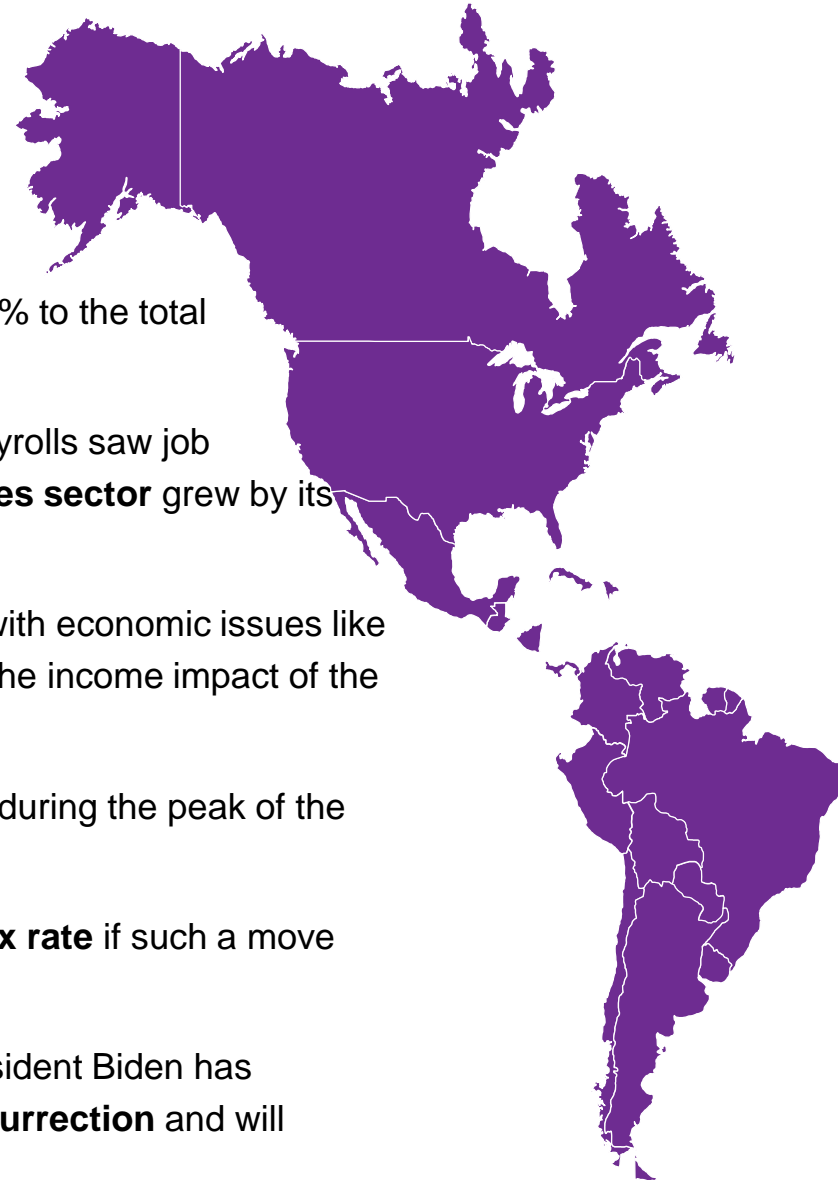 % to the total
yrolls saw job
es sector grew by its
with economic issues like
he income impact of the
during the peak of the
x rate if such a move
sident Biden has
urrection and will